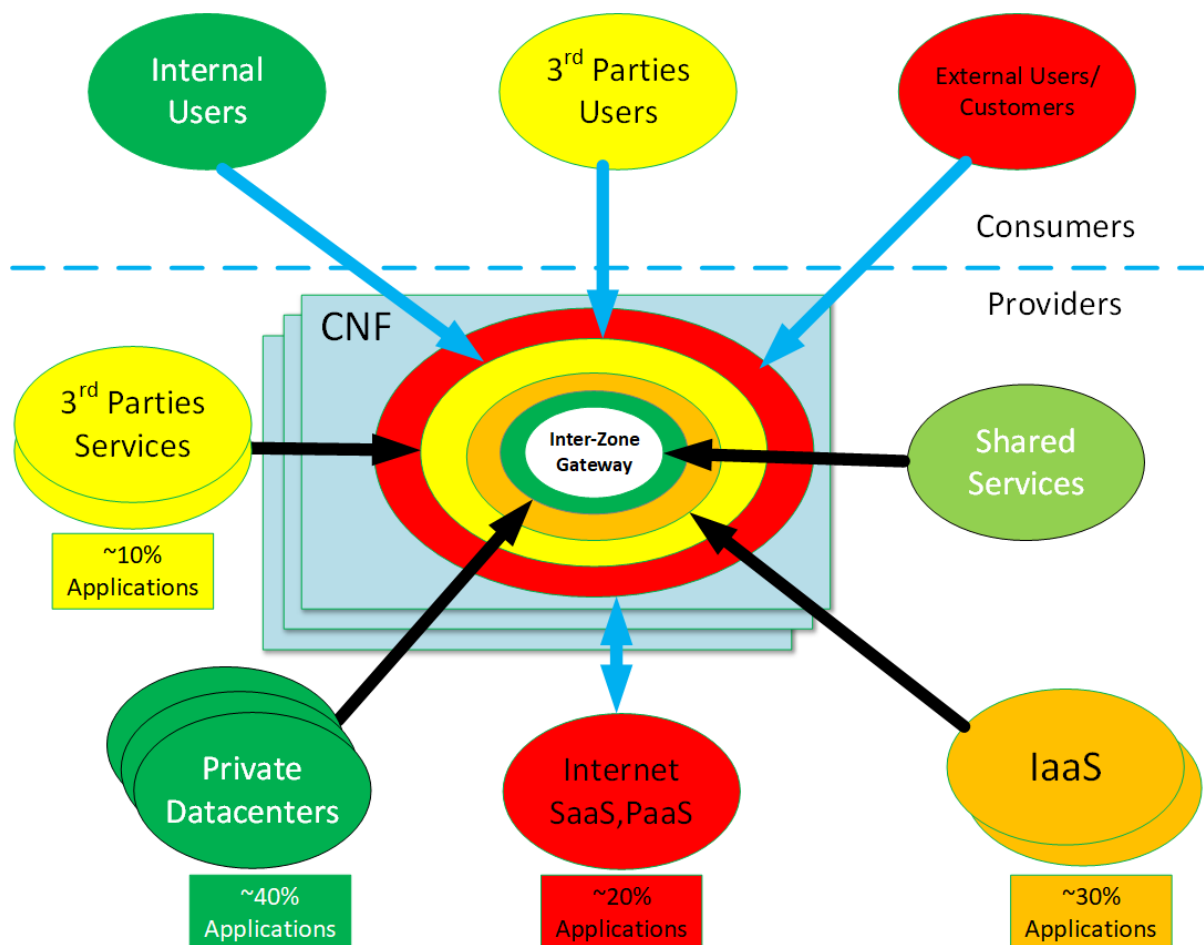 Internal
Users
3rd Parties
Users
External Users/
Customers
Consumers
Providers
CNF
3rd Parties
Services
Inter-Zone
Gateway
Shared
Services
~10%
Applications
Private
Datacenters
Internet
SaaS,PaaS
IaaS
~40%
Applications
~20%
Applications
~30%
Applications